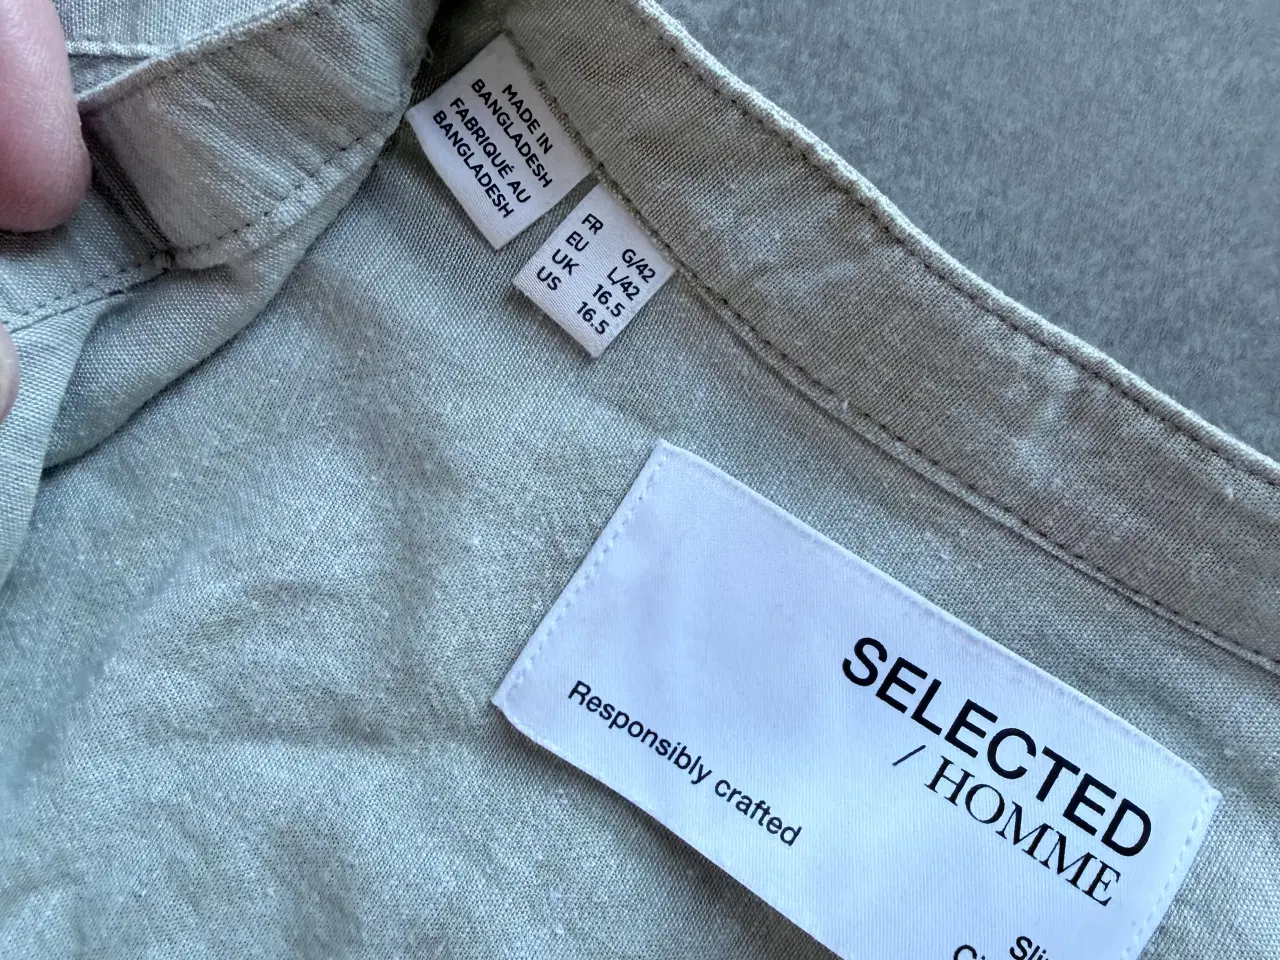 MADE IN
BANGLADESH
FABRIQUÉ AU
BANGLADESH
FR G/42
EU L/42
UK 16.5
US 16.5
SELECTED
/ HOMME
Responsibly crafted